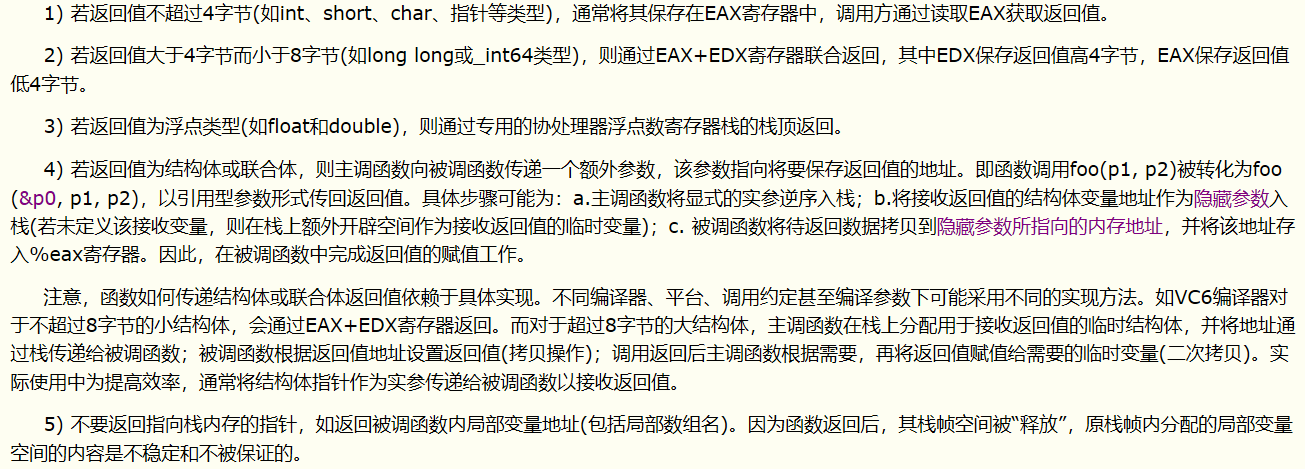 1) 若返回值不超过4字节(如int、short、char、指针等类型)，通常将其保存在EAX寄存器中，调用方通过读取EAX获取返回值。
2) 若返回值大于4字节而小于8字节(如long long或_int64类型)，则通过EAX+EDX寄存器联合返回，其中EDX保存返回值高4字节，EAX保存返回值
低4字节。
3) 若返回值为浮点类型(如float和double)，则通过专用的协处理器浮点数寄存器栈的栈顶返回。
4) 若返回值为结构体或联合体，则主调函数向被调函数传递一个额外参数，该参数指向将要保存返回值的地址。即函数调用foo(p1, p2)被转化为foo
(&p0, p1, p2)，以引用型参数形式传回返回值。具体步骤可能为：a.主调函数将显式的实参逆序入栈；b.将接收返回值的结构体变量地址作为隐藏参数入
栈(若未定义该接收变量，则在栈上额外开辟空间作为接收返回值的临时变量)；c. 被调函数将待返回数据拷贝到隐藏参数所指向的内存地址，并将该地址存
入%eax寄存器。因此，在被调函数中完成返回值的赋值工作。
注意，函数如何传递结构体或联合体返回值依赖于具体实现。不同编译器、平台、调用约定甚至编译参数下可能采用不同的实现方法。如VC6编译器对
于不超过8字节的小结构体，会通过EAX+EDX寄存器返回。而对于超过8字节的大结构体，主调函数在栈上分配用于接收返回值的临时结构体，并将地址通
过栈传递给被调函数；被调函数根据返回值地址设置返回值(拷贝操作)；调用返回后主调函数根据需要，再将返回值赋值给需要的临时变量(二次拷贝)。实
际使用中为提高效率，通常将结构体指针作为实参传递给被调函数以接收返回值。
5) 不要返回指向栈内存的指针，如返回被调函数内局部变量地址(包括局部数组名)。因为函数返回后，其栈帧空间被“释放”，原栈帧内分配的局部变量
空间的内容是不稳定和不被保证的。